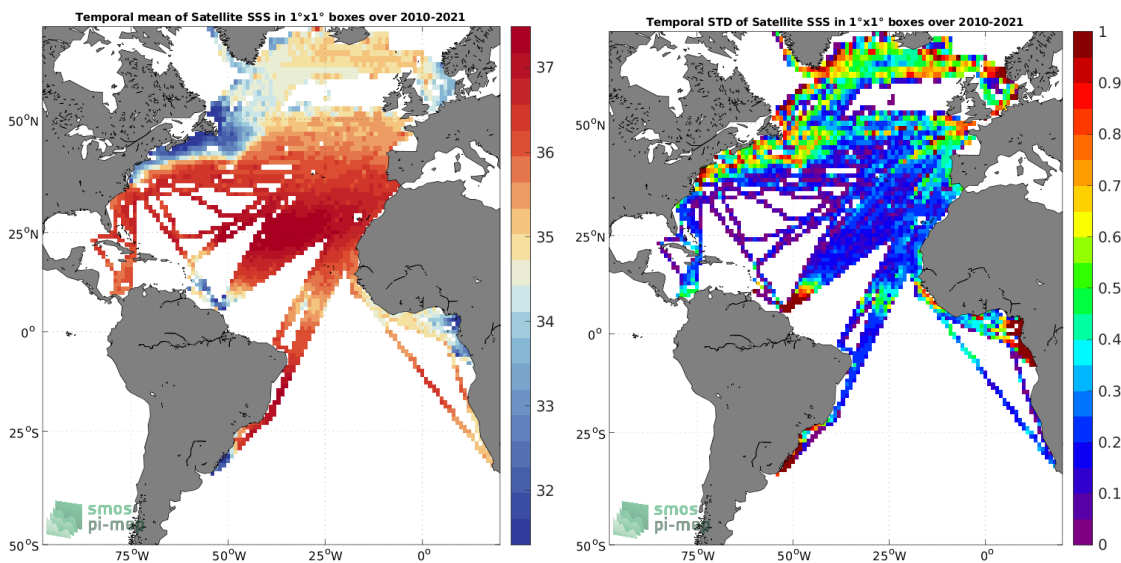 Temporal mean of Satellite SSS in 1°x1° boxes over 2010-2021
50°N
25°N
0°
25°S
50°S
75°W
50°W
25°W
0°
37
36
35
34
33
32
smos
pi-mep
Temporal STD of Satellite SSS in 1°x1° boxes over 2010-2021
50°N
25°N
0°
25°S
50°S
75°W
50°W
25°W
0°
1
0.9
0.8
0.7
0.6
0.5
0.4
0.3
0.2
0.1
0
smos
pi-mep